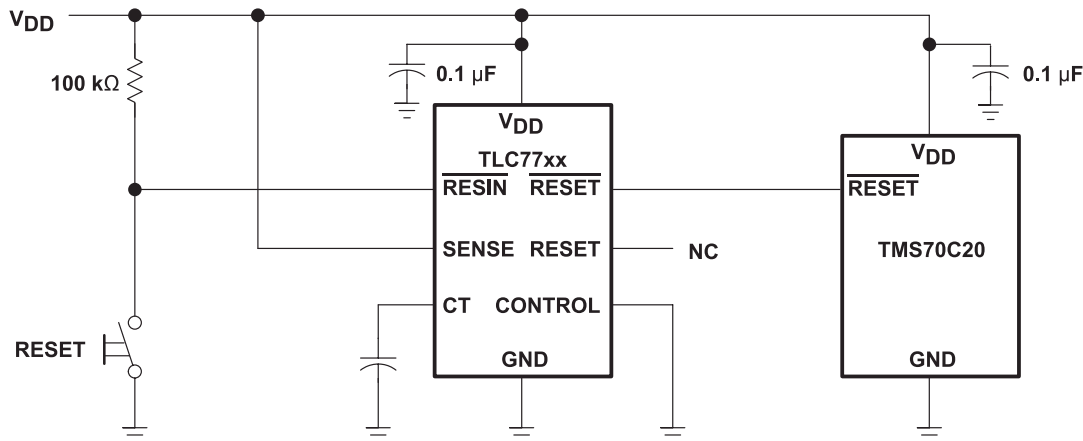 VDD
100 kΩ
0.1 µF
0.1 µF
VDD
TLC77xx
RESIN RESET
SENSE RESET
CT CONTROL
GND
NC
VDD
RESET
TMS70C20
GND
RESET